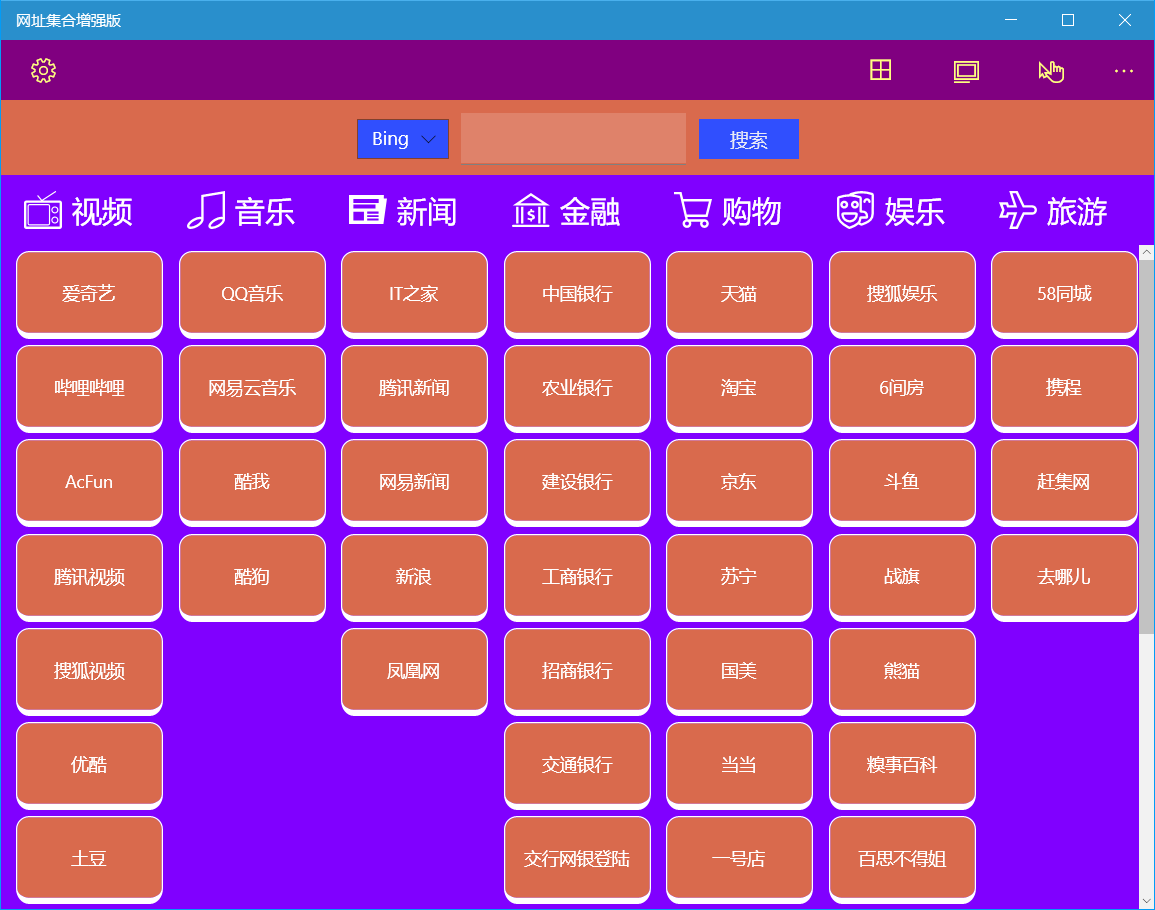 网址集合增强版
Bing
搜索
视频 音乐 新闻 金融 购物 娱乐 旅游
爱奇艺 QQ音乐 IT之家 中国银行 天猫 搜狐娱乐 58同城
哔哩哔哩 网易云音乐 腾讯新闻 农业银行 淘宝 6间房 携程
AcFun 酷我 网易新闻 建设银行 京东 斗鱼 赶集网
腾讯视频 酷狗 新浪 工商银行 苏宁 战旗 去哪儿
搜狐视频 凤凰网 招商银行 国美 熊猫
优酷 交通银行 当当 糗事百科
土豆 交行网银登陆 一号店 百思不得姐